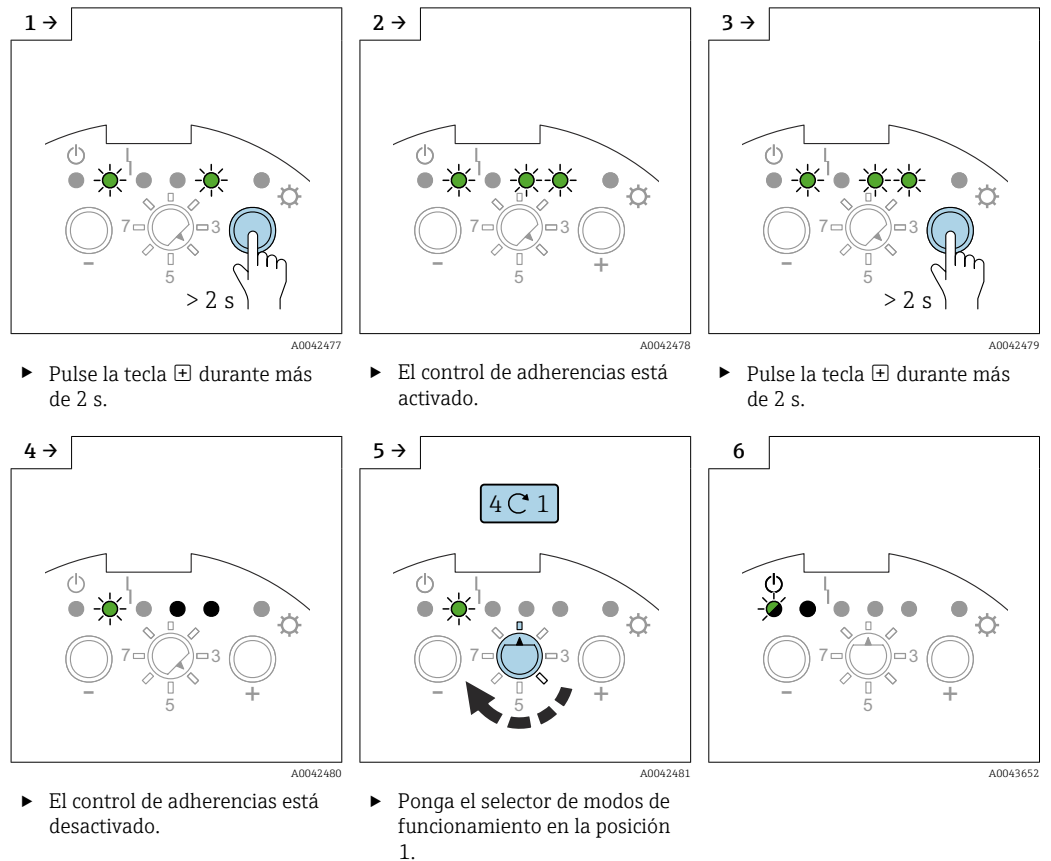 1 →
2 →
3 →
7
3
5
-
> 2 s
7
3
5
-
+
7
3
5
-
> 2 s
A0042477
A0042478
A0042479
▶ Pulse la tecla ⊞ durante más
de 2 s.
▶ El control de adherencias está
activado.
▶ Pulse la tecla ⊞ durante más
de 2 s.
4 →
5 →
6
4 ↻ 1
7
3
5
-
+
7
3
5
-
+
7
3
5
-
+
A0042480
A0042481
A0043652
▶ El control de adherencias está
desactivado.
▶ Ponga el selector de modos de
funcionamiento en la posición
1.